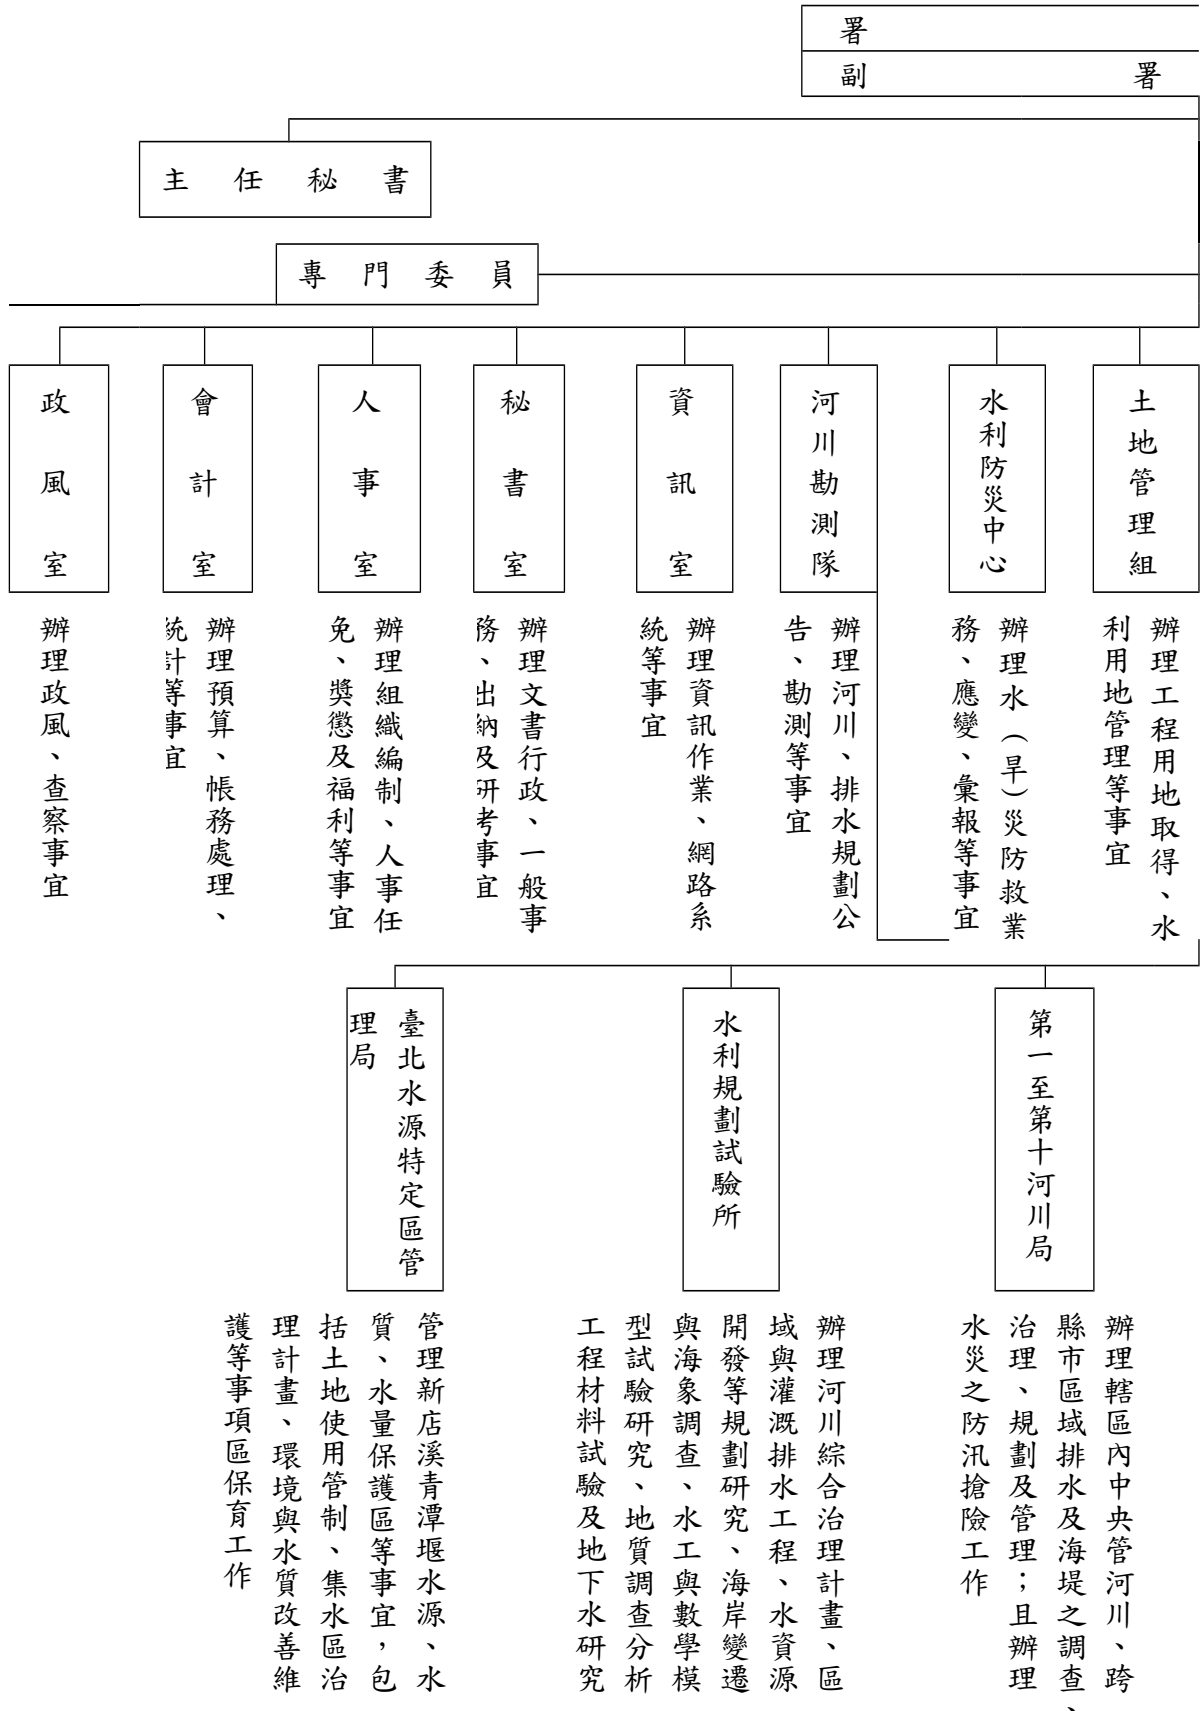 署
副 署
主任秘書
專門委員
土地管理組
辦理工程用地取得、水
利用地管理等事宜
水利防災中心
辦理水（旱）災防救業
務、應變、彙報等事宜
河川勘測隊
辦理河川、排水規劃公
告、勘測等事宜
資訊室
辦理資訊作業、網路系
統等事宜
秘書室
辦理文書行政、一般事
務、出納及研考事宜
人事室
辦理組織編制、人事任
免、獎懲及福利等事宜
會計室
辦理預算、帳務處理、
統計等事宜
政風室
辦理政風、查察事宜
第一至第十河川局
辦理轄區內中央管河川、跨
縣市區域排水及海堤之調查、
治理、規劃及管理；且辦理
水災之防汛搶險工作
水利規劃試驗所
辦理河川綜合治理計畫、區
域與灌溉排水工程、水資源
開發等規劃研究、海岸變遷
與海象調查、水工與數學模
型試驗研究、地質調查分析
工程材料試驗及地下水研究
臺北水源特定區管
理局
管理新店溪青潭堰水源、水
質、水量保護區等事宜，包
括土地使用管制、集水區治
理計畫、環境與水質改善維
護等事項區保育工作